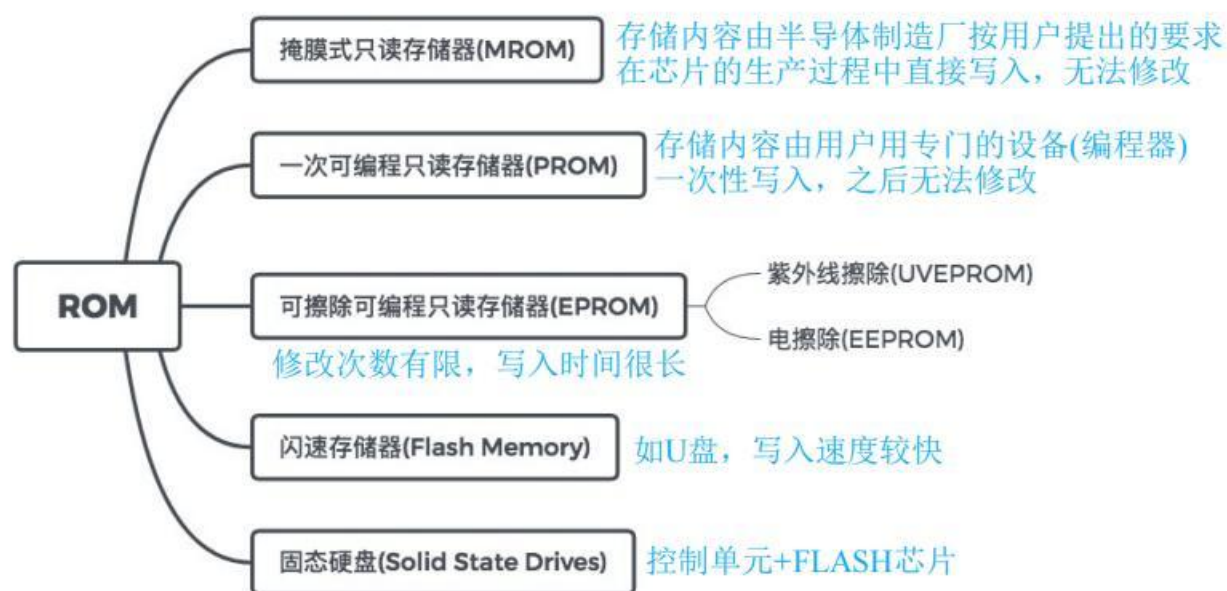 掩膜式只读存储器(MROM)
存储内容由半导体制造厂按用户提出的要求
在芯片的生产过程中直接写入，无法修改
一次可编程只读存储器(PROM)
存储内容由用户用专门的设备(编程器)
一次性写入，之后无法修改
ROM
可擦除可编程只读存储器(EPROM)
紫外线擦除(UVEPROM)
电擦除(EEPROM)
修改次数有限，写入时间很长
闪速存储器(Flash Memory)
如U盘，写入速度较快
固态硬盘(Solid State Drives)
控制单元+FLASH芯片